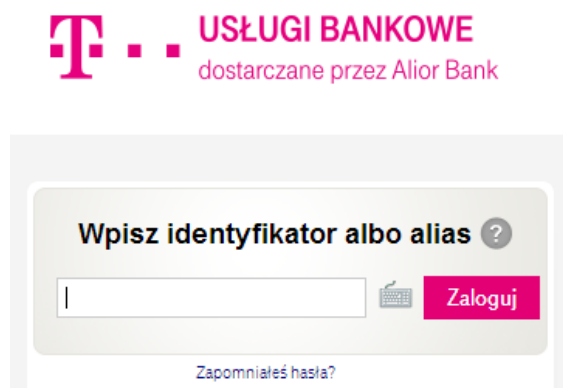 T
USŁUGI BANKOWE
dostarczane przez Alior Bank
Wpisz identyfikator albo alias ?
Zaloguj
Zapomniałeś hasła?